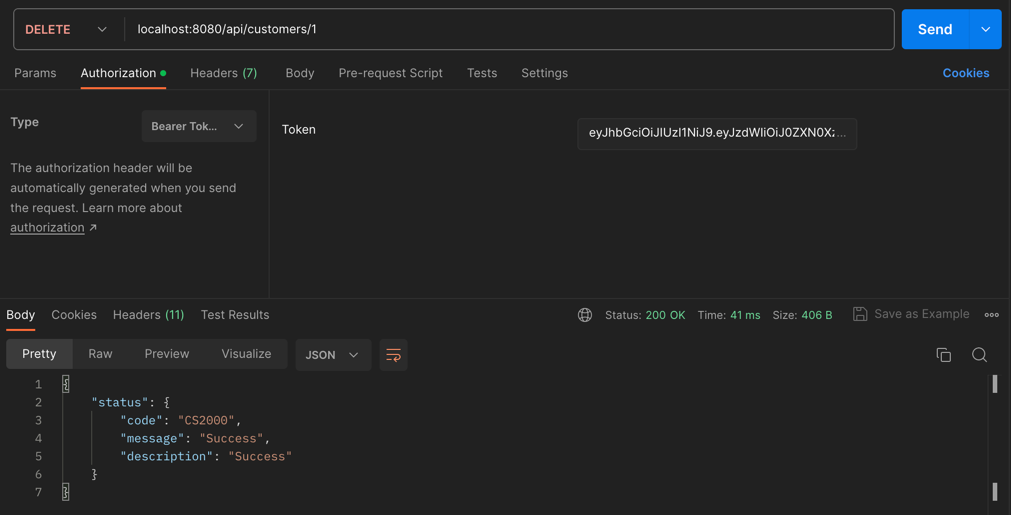 DELETE localhost:8080/api/customers/1 Send
Params Authorization Headers (7) Body Pre-request Script Tests Settings Cookies
Type Bearer Tok...
Token eyJhbGciOiJIUzI1NiJ9.eyJzdWIiOiJ0ZXN0Xz...
The authorization header will be
automatically generated when you send
the request. Learn more about
authorization ↗
Body Cookies Headers (11) Test Results Status: 200 OK Time: 41 ms Size: 406 B Save as Example
Pretty Raw Preview Visualize JSON
1 {
2 "status": {
3 "code": "CS2000",
4 "message": "Success",
5 "description": "Success"
6 }
7 }